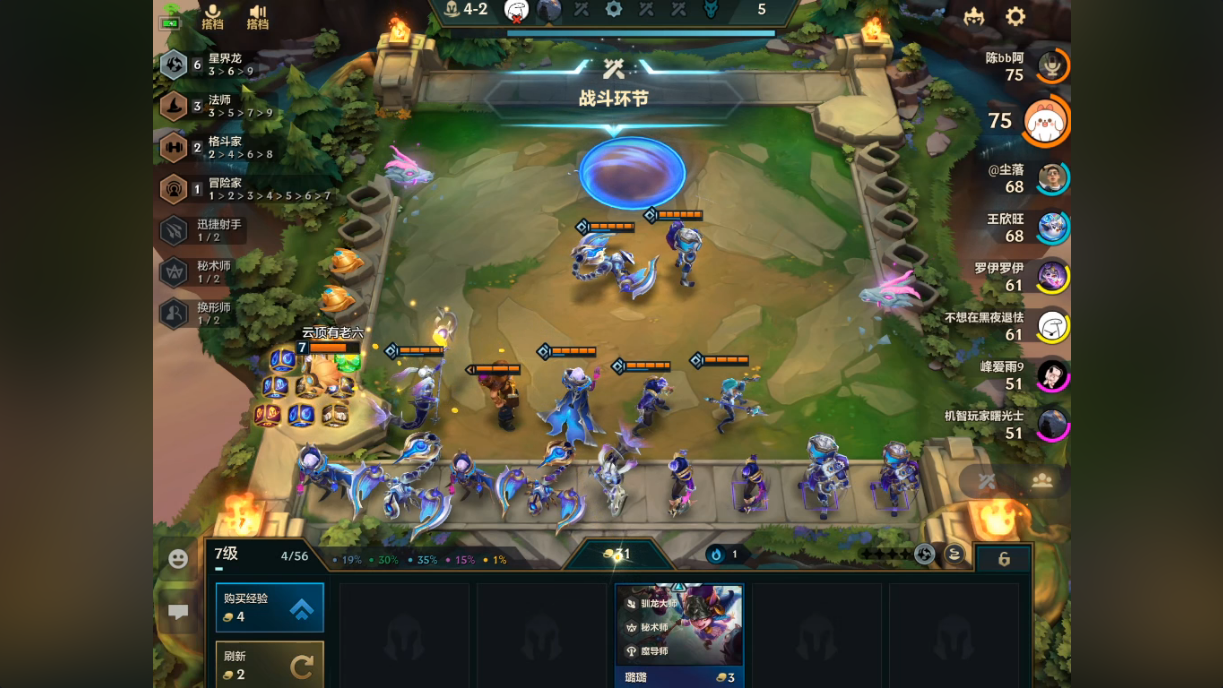 搭档
搭档
4-2
5
6
星界龙
3 > 6 > 9
3
法师
3 > 5 > 7 > 9
2
格斗家
2 > 4 > 6 > 8
1
冒险家
1 > 2 > 3 > 4 > 5 > 6 > 7
迅捷射手
1 / 2
秘术师
1 / 2
换形师
1 / 2
战斗环节
陈bb阿
75
75
@尘落
68
王欣旺
68
罗伊罗伊
61
不想在黑夜退怯
61
峰爱雨9
51
机智玩家曙光士
51
云顶有老六
7
7级
4/56
19%
30%
35%
15%
1%
31
1
6
购买经验
4
刷新
2
驯龙大师
秘术师
魔导师
璐璐
3